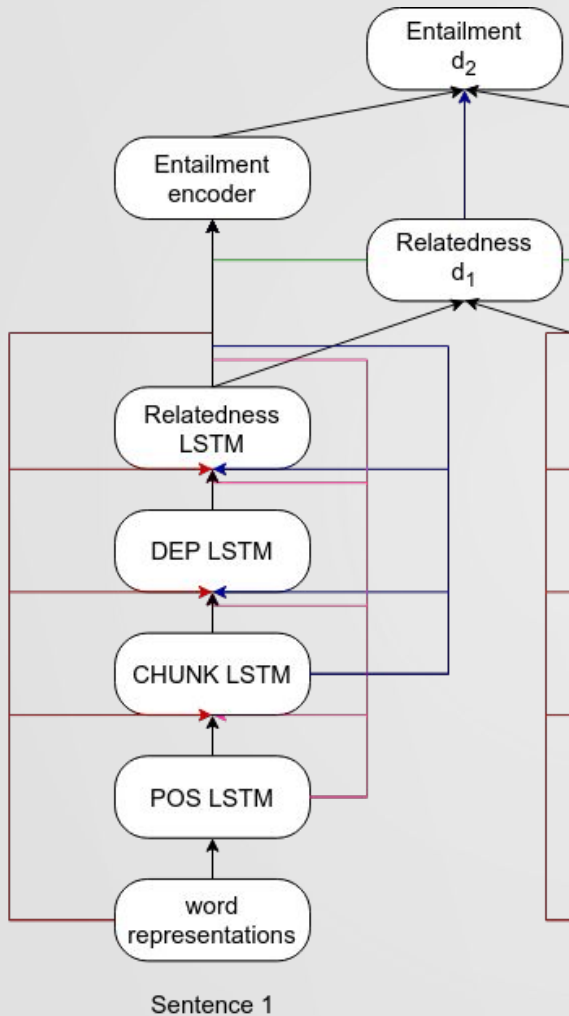 Entailment
d2
Entailment
encoder
Relatedness
d1
Relatedness
LSTM
DEP LSTM
CHUNK LSTM
POS LSTM
word
representations
Sentence 1